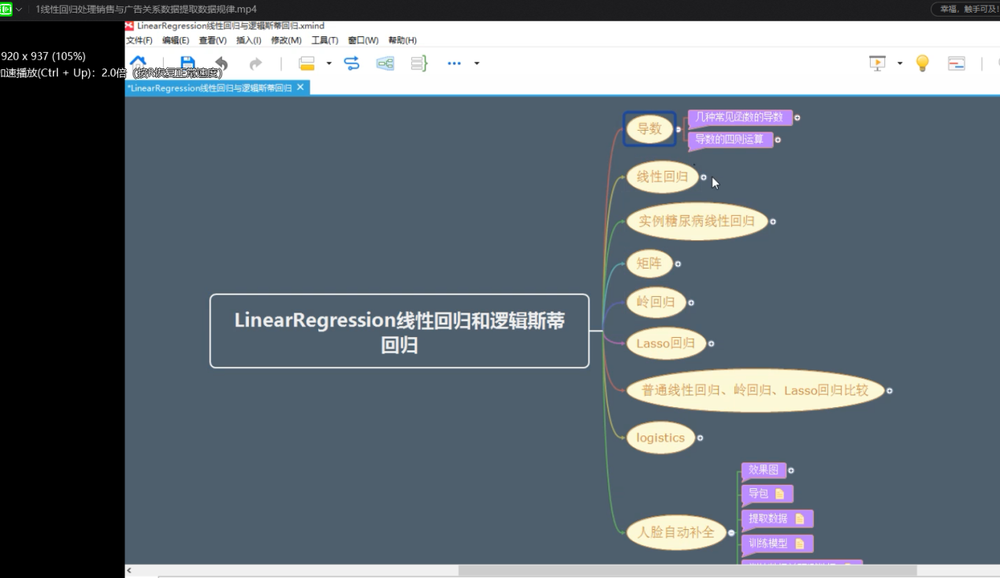 1线性回归处理销售与广告关系数据提取数据规律.mp4
幸福，触手可及!
LinearRegression线性回归与逻辑斯蒂回归.xmind
文件(F) 编辑(E) 查看(V) 插入(I) 修改(M) 工具(T) 窗口(W) 帮助(H)
920 x 937 (105%)
速播放(Ctrl + Up)：2.0倍 (按R恢复正常速度)
*LinearRegression线性回归与逻辑斯蒂回归
导数
几种常见函数的导数
导数的四则运算
线性回归
实例糖尿病线性回归
矩阵
岭回归
Lasso回归
LinearRegression线性回归和逻辑斯蒂
回归
普通线性回归、岭回归、Lasso回归比较
logistics
人脸自动补全
效果图
导包
提取数据
训练模型